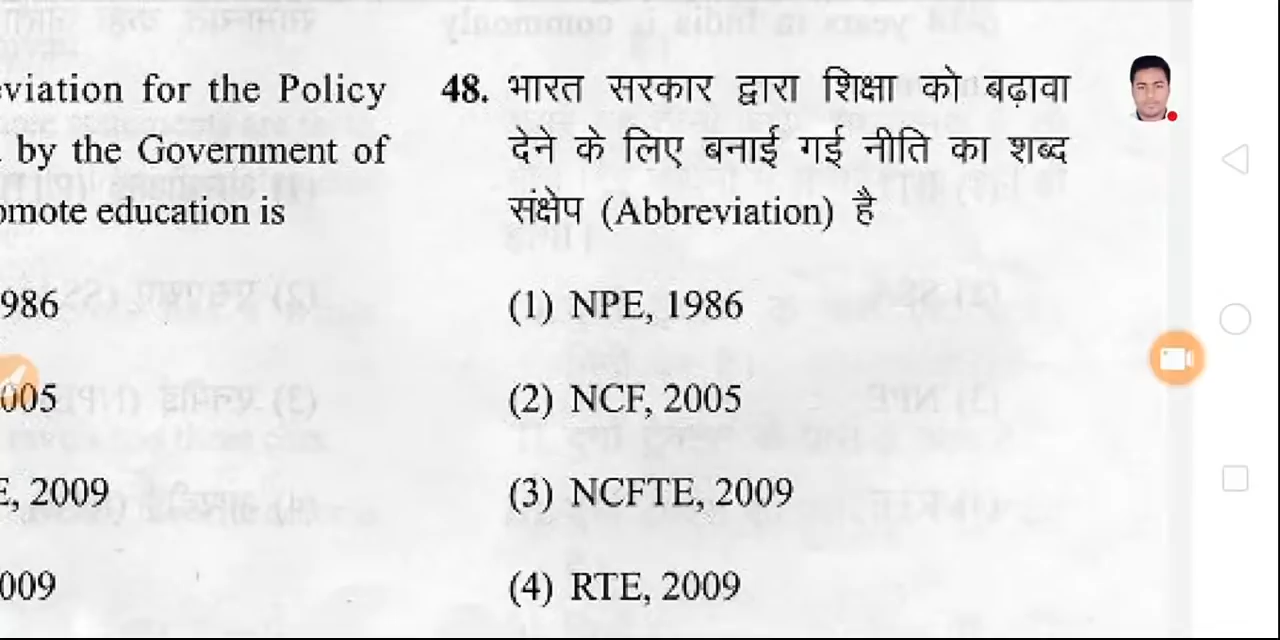 eviation for the Policy
by the Government of
omote education is
986
005
E, 2009
009
48. भारत सरकार द्वारा शिक्षा को बढ़ावा
देने के लिए बनाई गई नीति का शब्द
संक्षेप (Abbreviation) है
(1) NPE, 1986
(2) NCF, 2005
(3) NCFTE, 2009
(4) RTE, 2009